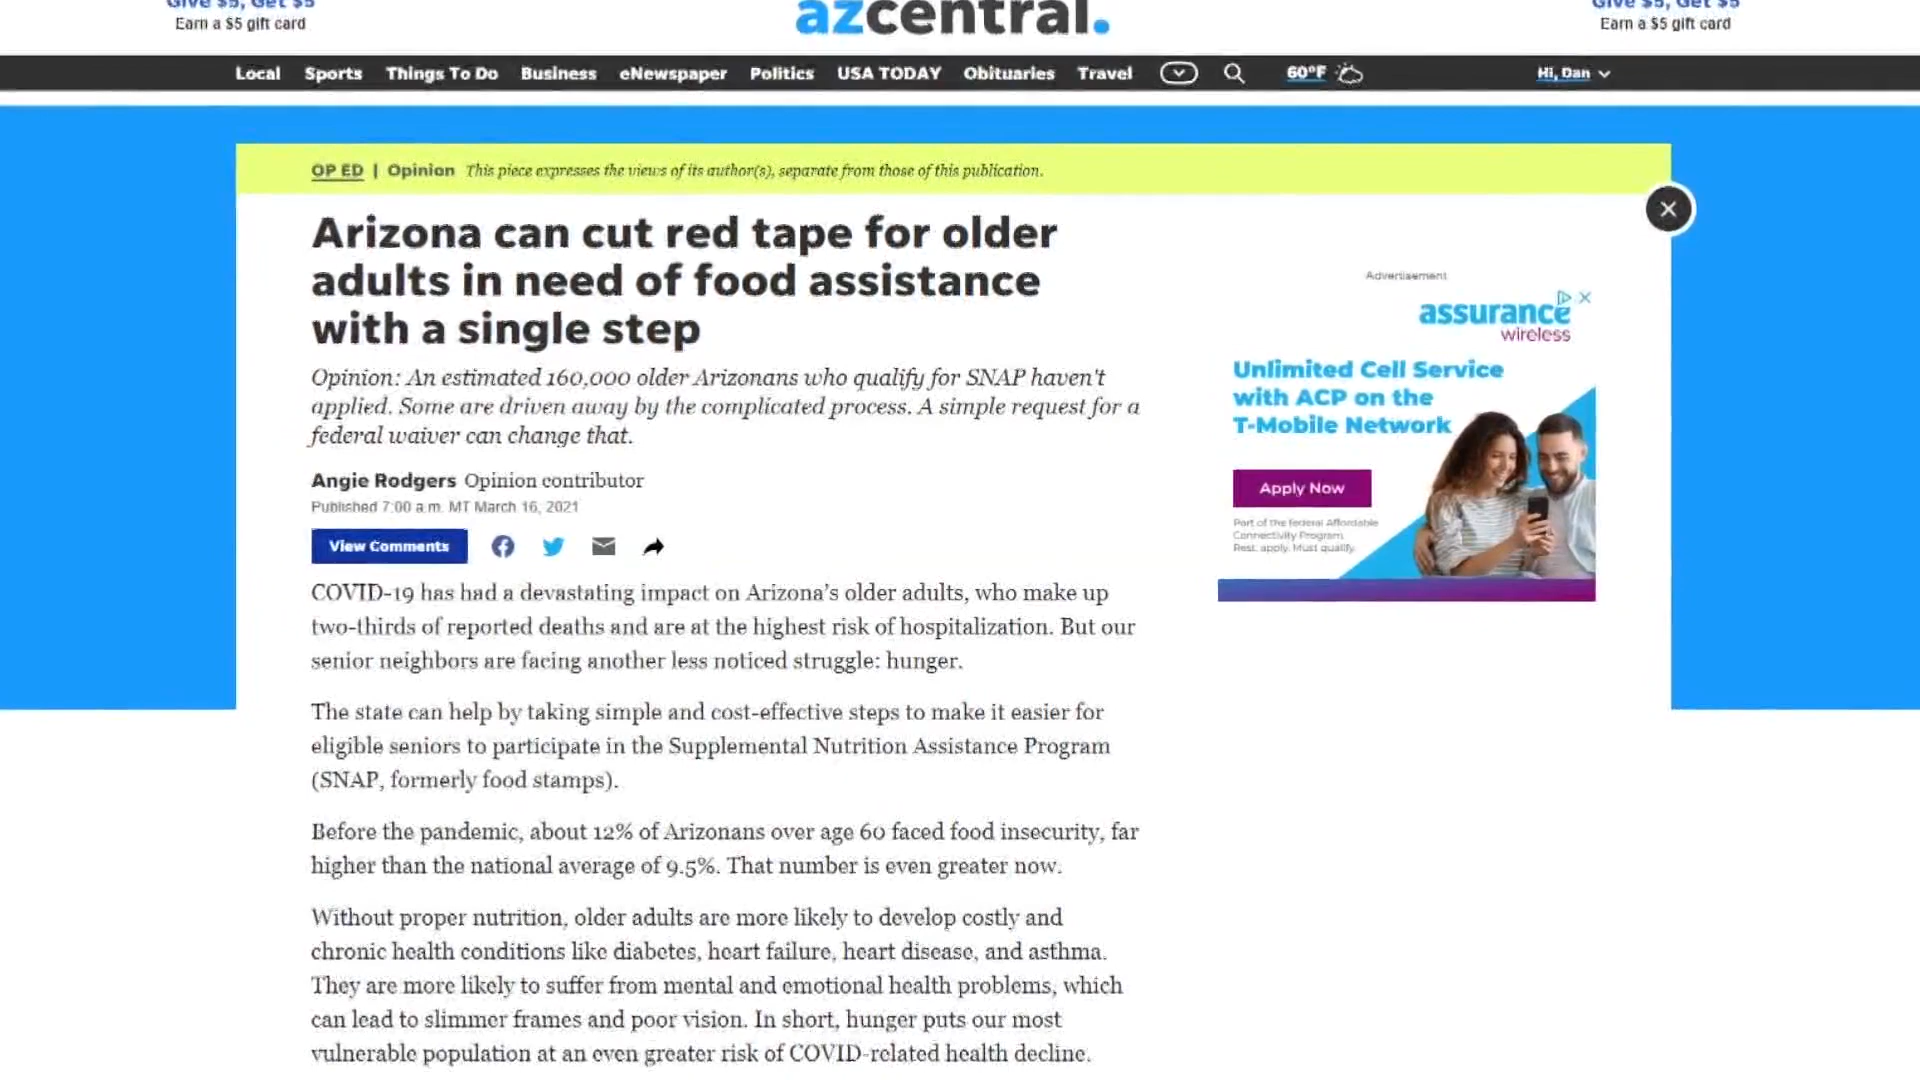 Give $5, Get $5
Earn a $5 gift card
azcentral.
Give $5, Get $5
Earn a $5 gift card
Local Sports Things To Do Business eNewspaper Politics USA TODAY Obituaries Travel 60°F Hi, Dan
OP ED | Opinion This piece expresses the views of its author(s), separate from those of this publication.
Arizona can cut red tape for older
adults in need of food assistance
with a single step
Opinion: An estimated 160,000 older Arizonans who qualify for SNAP haven't
applied. Some are driven away by the complicated process. A simple request for a
federal waiver can change that.
Angie Rodgers Opinion contributor
Published 7:00 a.m. MT March 16, 2021
View Comments
COVID-19 has had a devastating impact on Arizona's older adults, who make up
two-thirds of reported deaths and are at the highest risk of hospitalization. But our
senior neighbors are facing another less noticed struggle: hunger.
The state can help by taking simple and cost-effective steps to make it easier for
eligible seniors to participate in the Supplemental Nutrition Assistance Program
(SNAP, formerly food stamps).
Before the pandemic, about 12% of Arizonans over age 60 faced food insecurity, far
higher than the national average of 9.5%. That number is even greater now.
Without proper nutrition, older adults are more likely to develop costly and
chronic health conditions like diabetes, heart failure, heart disease, and asthma.
They are more likely to suffer from mental and emotional health problems, which
can lead to slimmer frames and poor vision. In short, hunger puts our most
vulnerable population at an even greater risk of COVID-related health decline.
Advertisement
assurance
wireless
Unlimited Cell Service
with ACP on the
T-Mobile Network
Apply Now
Part of the federal Affordable
Connectivity Program.
Rest. apply. Must qualify.